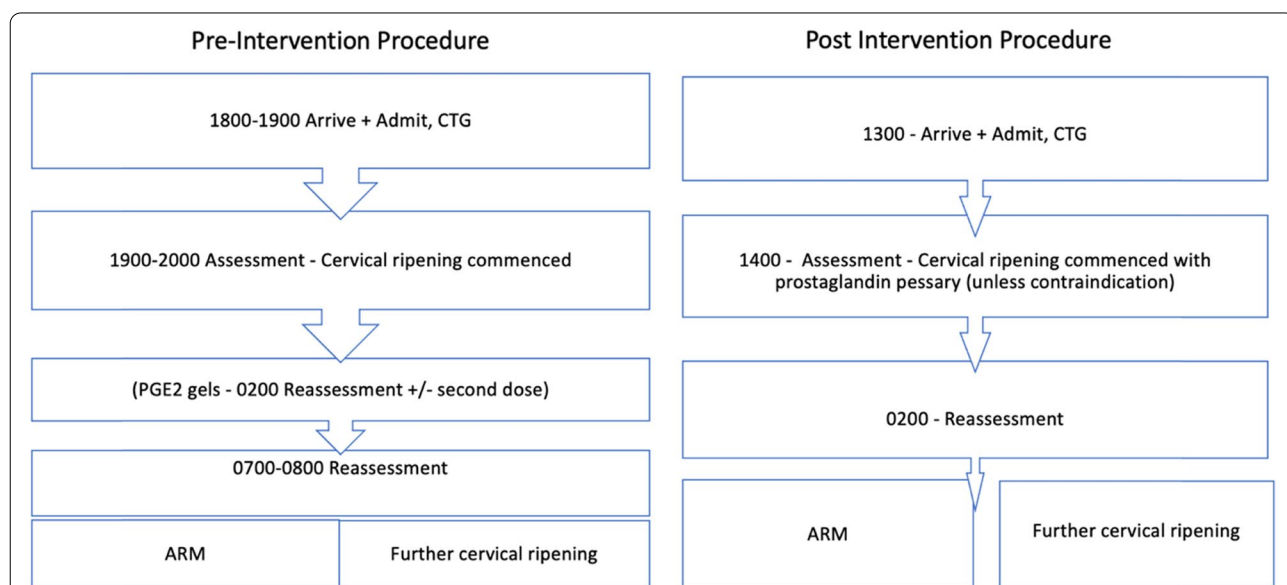 Pre-Intervention Procedure
1800-1900 Arrive + Admit, CTG
1900-2000 Assessment - Cervical ripening commenced
(PGE2 gels - 0200 Reassessment +/- second dose)
0700-0800 Reassessment
ARM
Further cervical ripening
Post Intervention Procedure
1300 - Arrive + Admit, CTG
1400 -  Assessment - Cervical ripening commenced with
prostaglandin pessary (unless contraindication)
0200 - Reassessment
ARM
Further cervical ripening